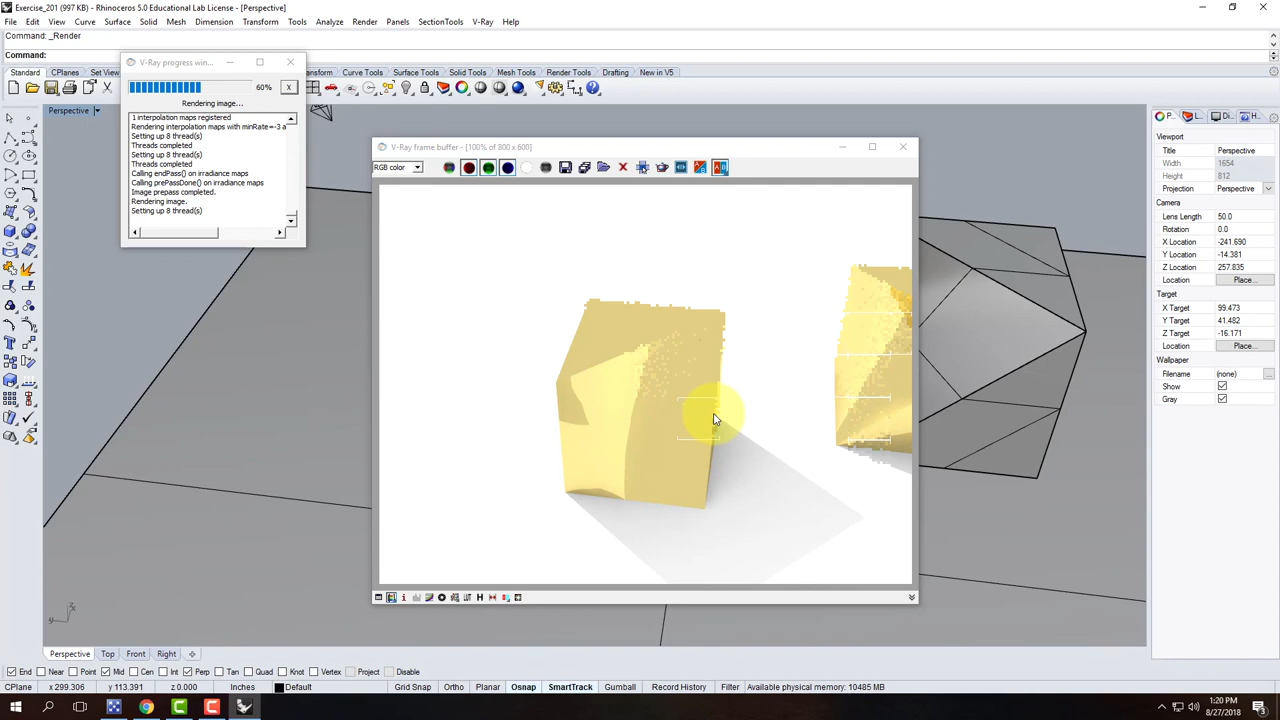 Exercise_201 (997 KB) - Rhinoceros 5.0 Educational Lab License - [Perspective]
File Edit View Curve Surface Solid Mesh Dimension Transform Tools Analyze Render Panels SectionTools V-Ray Help
Command: _Render
Command:
Standard CPlanes Set View
V-Ray progress win...
ansform Curve Tools Surface Tools Solid Tools Mesh Tools Render Tools Drafting New in V5
60% X
Rendering image...
1 interpolation maps registered
Rendering interpolation maps with minRate=-3 a
Setting up 8 thread(s)
Threads completed
Setting up 8 thread(s)
Threads completed
Calling endPass() on irradiance maps
Calling prePassDone() on irradiance maps
Image prepass completed.
Rendering image.
Setting up 8 thread(s)
Perspective
V-Ray frame buffer - [100% of 800 x 600]
RGB color
P... L... Di... H...
Viewport
Title Perspective
Width 1654
Height 812
Projection Perspective
Camera
Lens Length 50.0
Rotation 0.0
X Location -241.690
Y Location -14.381
Z Location 257.835
Location Place...
Target
X Target 99.473
Y Target 41.482
Z Target -16.171
Location Place...
Wallpaper
Filename (none) ...
Show
Gray
z
y x
Perspective Top Front Right
End Near Point Mid Cen Int Perp Tan Quad Knot Vertex Project Disable
CPlane x 299.306 y 113.391 z 0.000 Inches Default Grid Snap Ortho Planar Osnap SmartTrack Gumball Record History Filter Available physical memory: 10485 MB
1:20 PM
8/27/2018